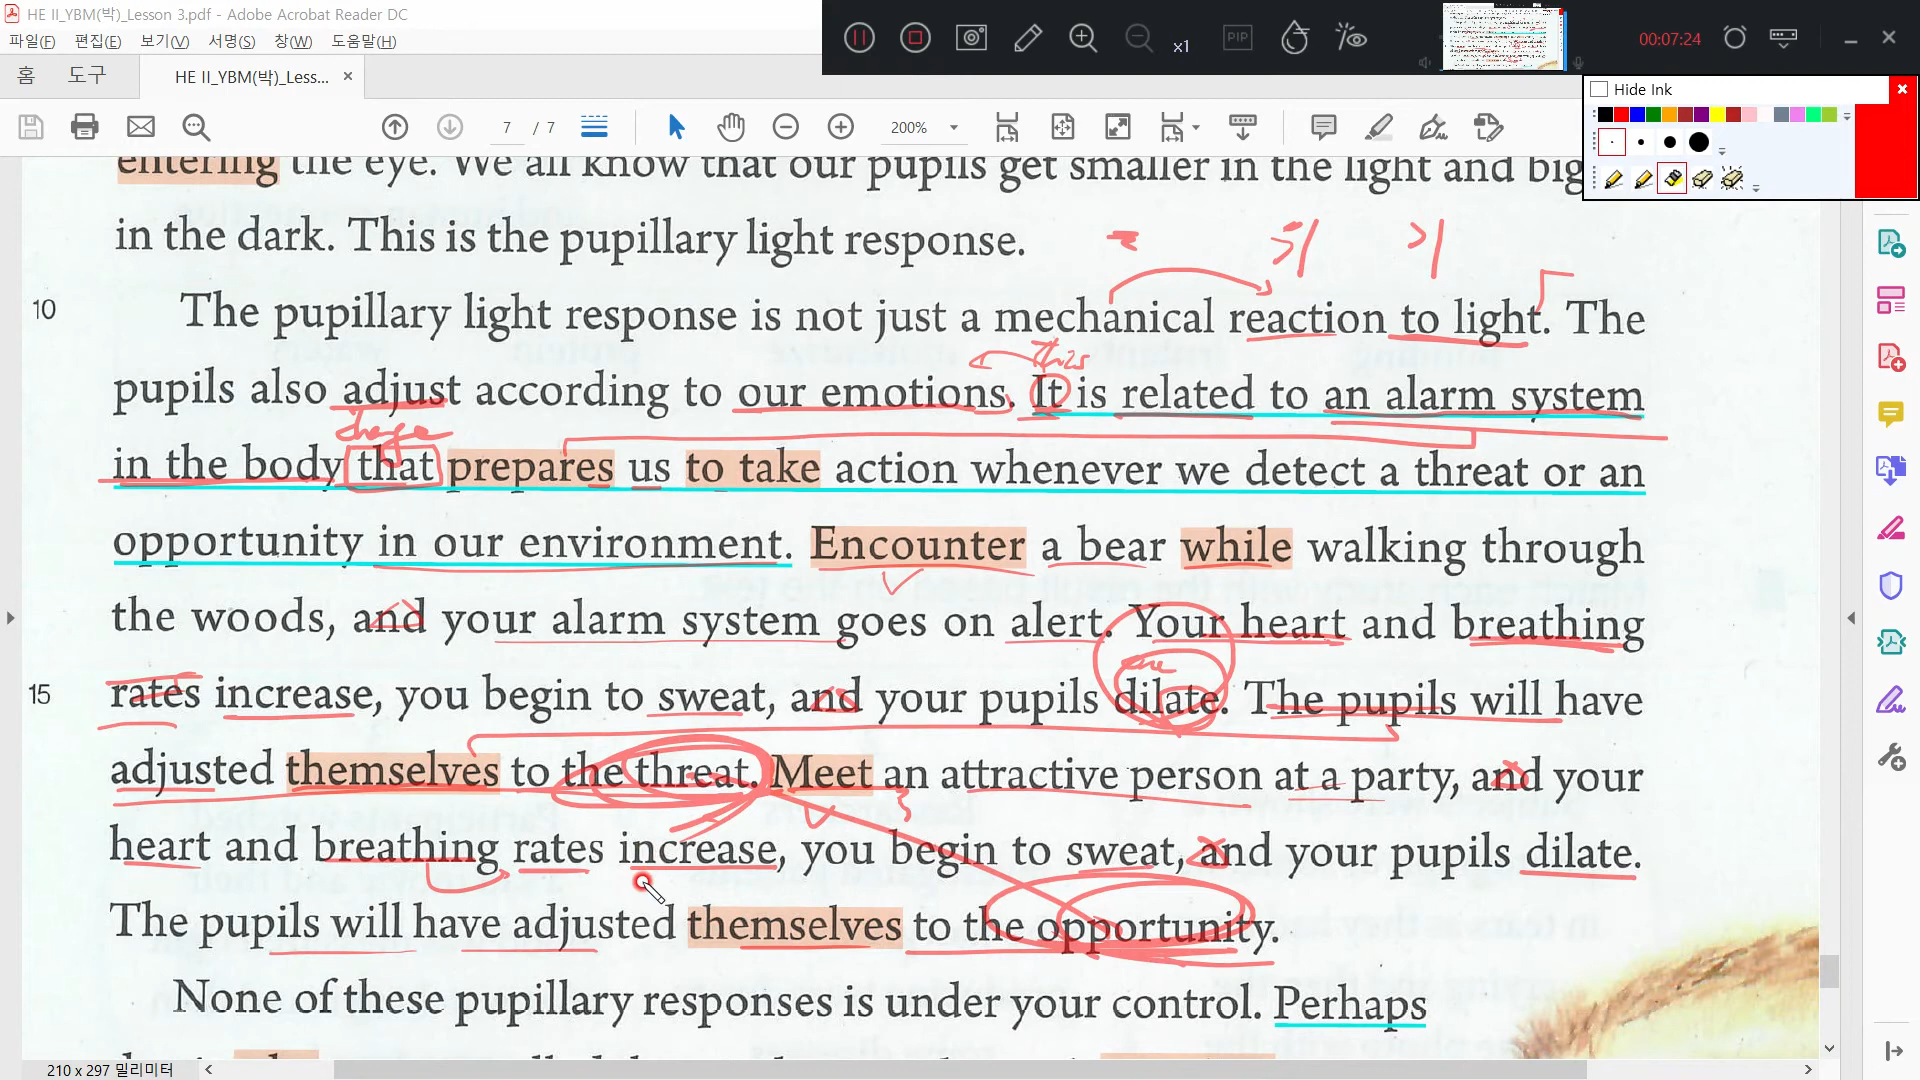 HE II_YBM(박)_Lesson 3.pdf - Adobe Acrobat Reader DC
파일(F) 편집(E) 보기(V) 서명(S) 창(W) 도움말(H)
x1
PIP
00:07:24
홈 도구 HE II_YBM(박)_Less... ×
Hide Ink
7 / 7
200%
entering the eye. We all know that our pupils get smaller in the light and big
in the dark. This is the pupillary light response.
10 The pupillary light response is not just a mechanical reaction to light. The
this
pupils also adjust according to our emotions. It is related to an alarm system
change
in the body that prepares us to take action whenever we detect a threat or an
opportunity in our environment. Encounter a bear while walking through
the woods, and your alarm system goes on alert. Your heart and breathing
15 rates increase, you begin to sweat, and your pupils dilate. The pupils will have
adjusted themselves to the threat. Meet an attractive person at a party, and your
heart and breathing rates increase, you begin to sweat, and your pupils dilate.
The pupils will have adjusted themselves to the opportunity.
None of these pupillary responses is under your control. Perhaps
210 x 297 밀리미터